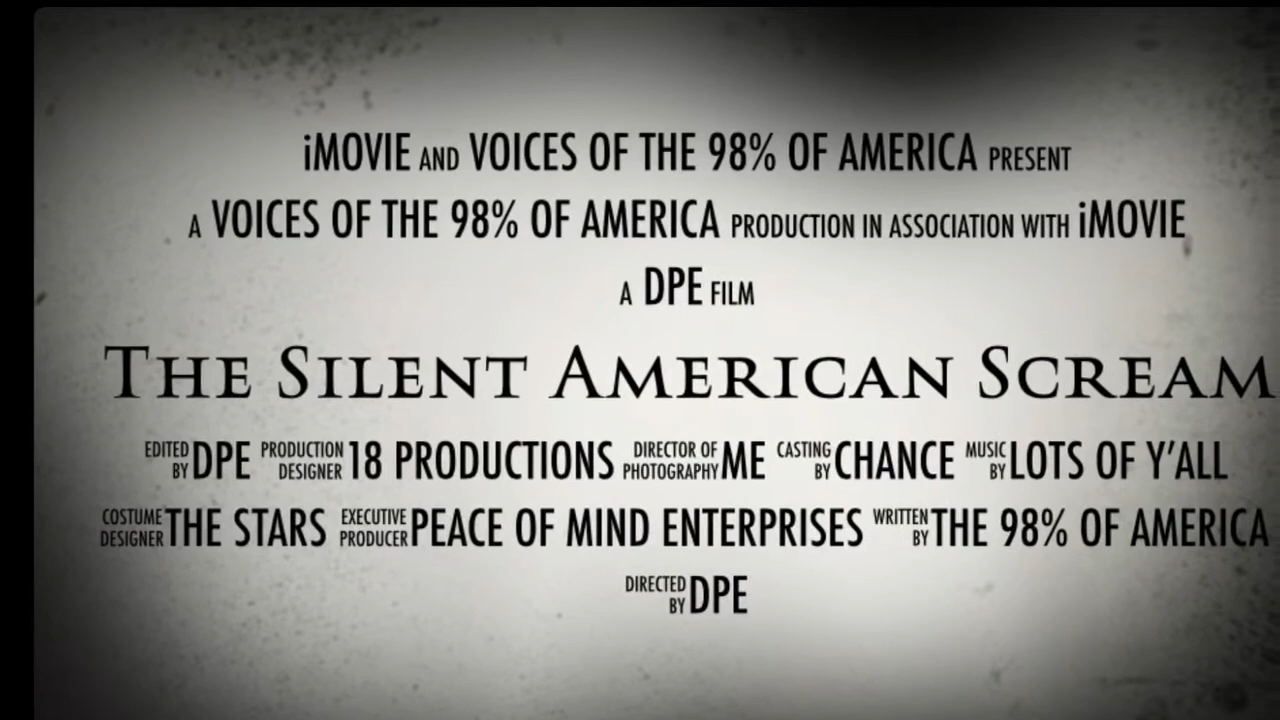 iMOVIE AND VOICES OF THE 98% OF AMERICA PRESENT
A VOICES OF THE 98% OF AMERICA PRODUCTION IN ASSOCIATION WITH iMOVIE
A DPE FILM
THE SILENT AMERICAN SCREAM
EDITED BY DPE PRODUCTION DESIGNER 18 PRODUCTIONS DIRECTOR OF PHOTOGRAPHY ME CASTING BY CHANCE MUSIC BY LOTS OF Y'ALL
COSTUME DESIGNER THE STARS EXECUTIVE PRODUCER PEACE OF MIND ENTERPRISES WRITTEN BY THE 98% OF AMERICA
DIRECTED BY DPE